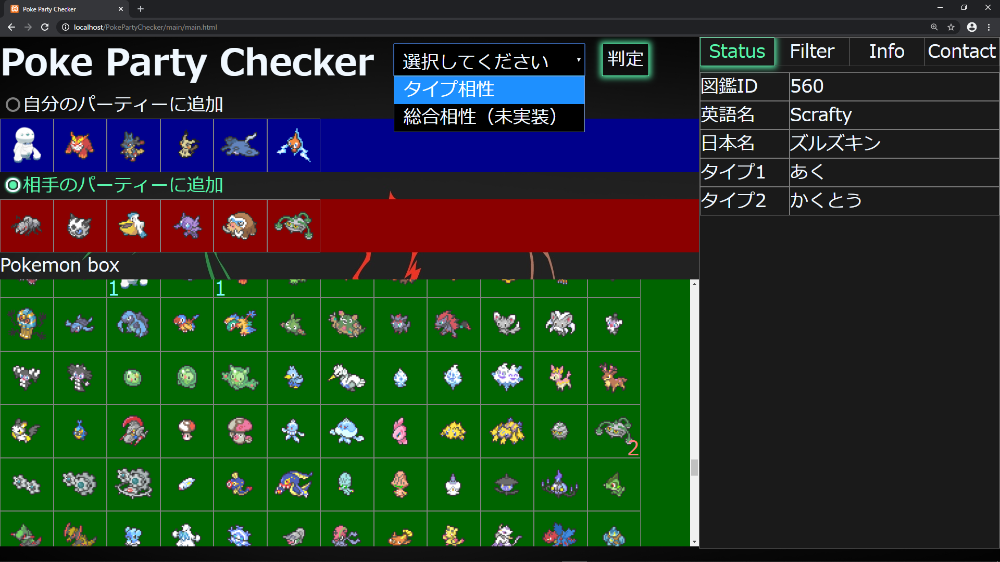 Poke Party Checker
localhost/PokePartyChecker/main/main.html
Poke Party Checker
選択してください
判定
タイプ相性
総合相性（未実装）
自分のパーティーに追加
相手のパーティーに追加
Pokemon box
1
1
2
Status
Filter
Info
Contact
図鑑ID 560
英語名 Scrafty
日本名 ズルズキン
タイプ1 あく
タイプ2 かくとう